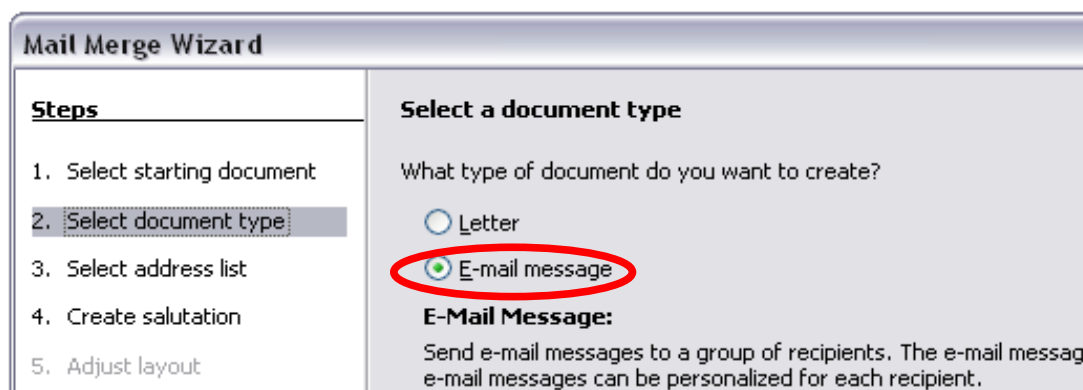 Mail Merge Wizard
Steps
1. Select starting document
2. Select document type
3. Select address list
4. Create salutation
5. Adjust layout
Select a document type
What type of document do you want to create?
Letter
E-mail message
E-Mail Message:
Send e-mail messages to a group of recipients. The e-mail messag
e-mail messages can be personalized for each recipient.